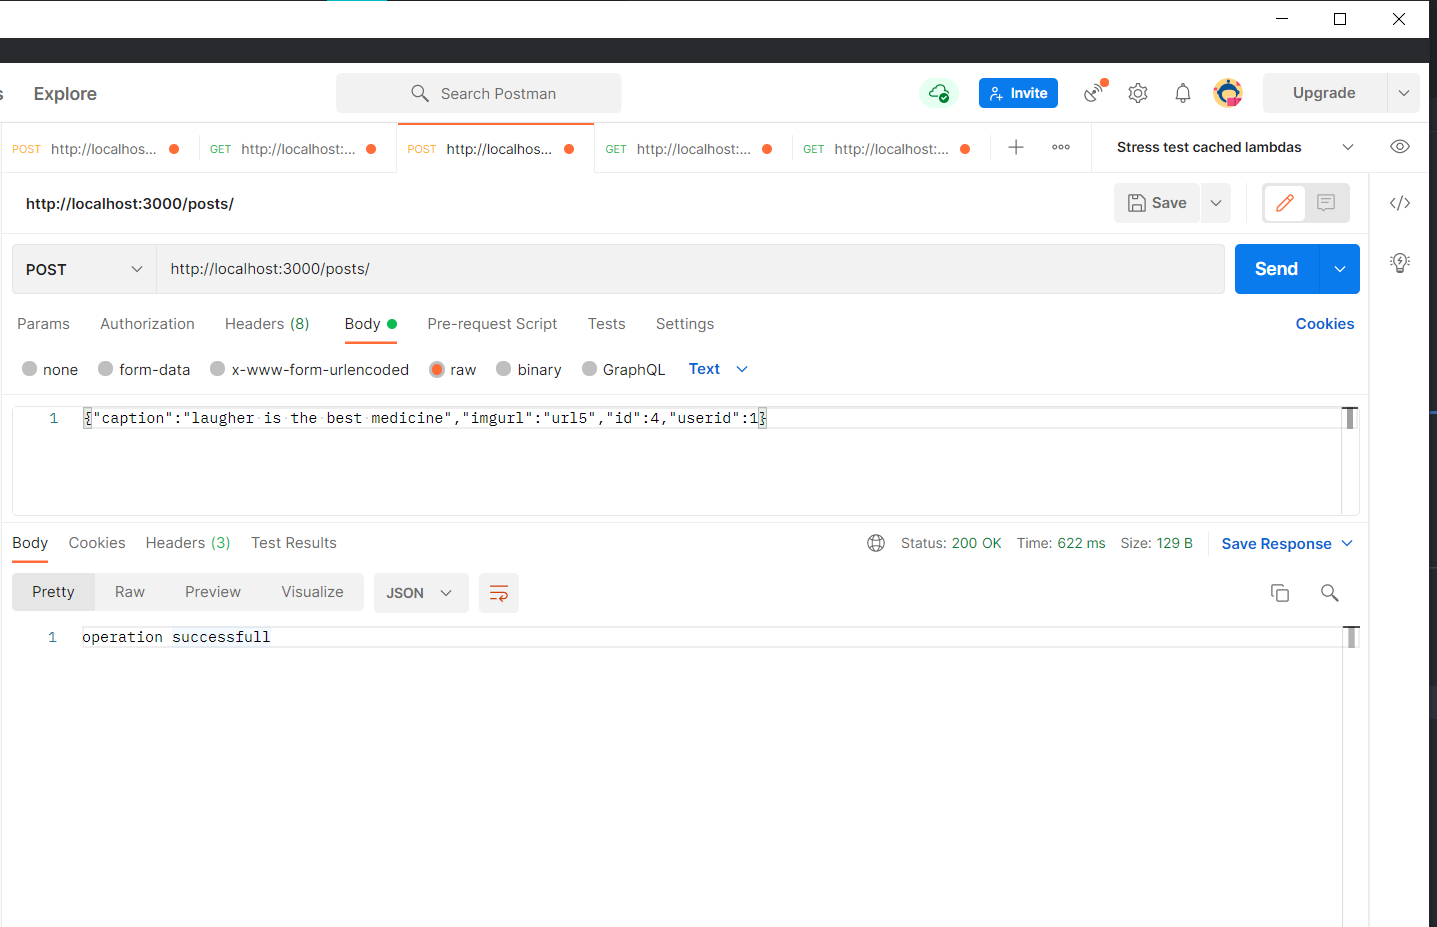 s Explore Search Postman Invite Upgrade
POST http://localhos... GET http://localhost:... POST http://localhos... GET http://localhost:... GET http://localhost:... Stress test cached lambdas
http://localhost:3000/posts/ Save
POST http://localhost:3000/posts/ Send
Params Authorization Headers (8) Body Pre-request Script Tests Settings Cookies
none form-data x-www-form-urlencoded raw binary GraphQL Text
1 {"caption":"laugher is the best medicine","imgurl":"url5","id":4,"userid":1}
Body Cookies Headers (3) Test Results Status: 200 OK Time: 622 ms Size: 129 B Save Response
Pretty Raw Preview Visualize JSON
1 operation successfull